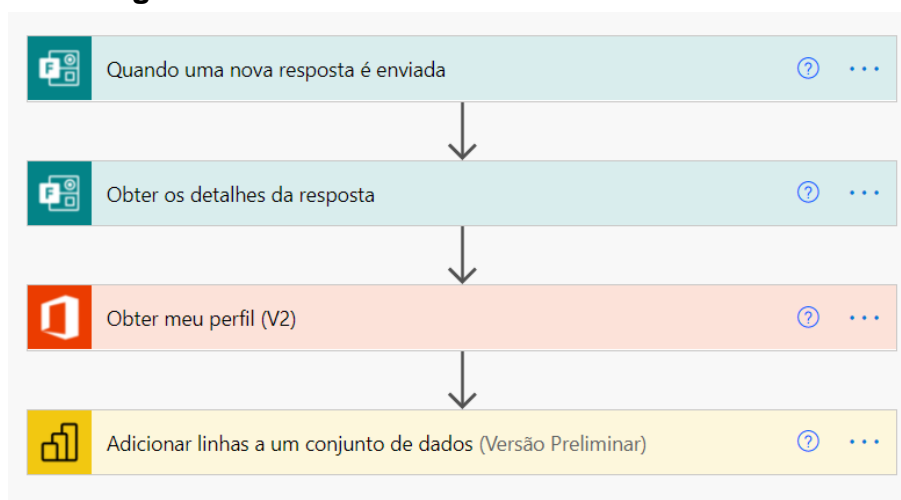 Quando uma nova resposta é enviada
Obter os detalhes da resposta
Obter meu perfil (V2)
Adicionar linhas a um conjunto de dados (Versão Preliminar)